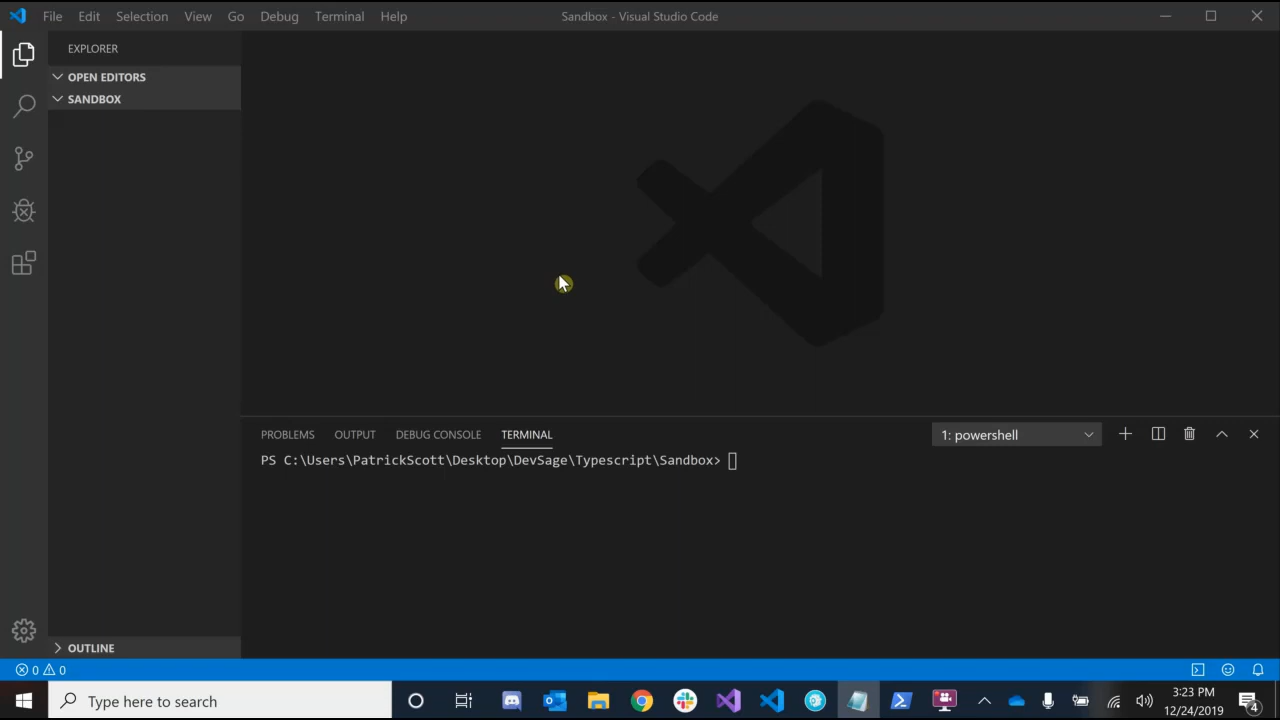 File Edit Selection View Go Debug Terminal Help
Sandbox - Visual Studio Code
EXPLORER
OPEN EDITORS
SANDBOX
PROBLEMS OUTPUT DEBUG CONSOLE TERMINAL
1: powershell
PS C:\Users\PatrickScott\Desktop\DevSage\Typescript\Sandbox>
OUTLINE
0 0
Type here to search
3:23 PM
12/24/2019
4